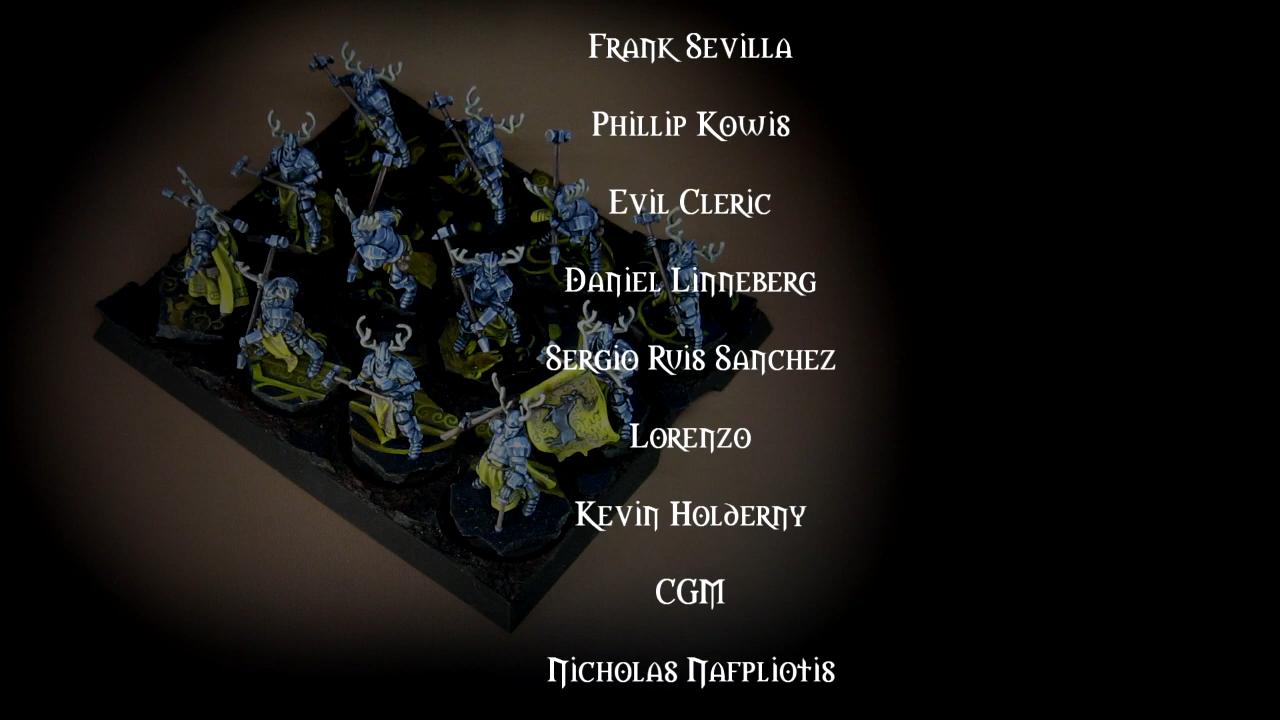 Frank Sevilla
Phillip Kowis
Evil Cleric
Daniel Linneberg
Sergio Ruis Sanchez
Lorenzo
Kevin Holderny
CGM
Nicholas Nafpliotis